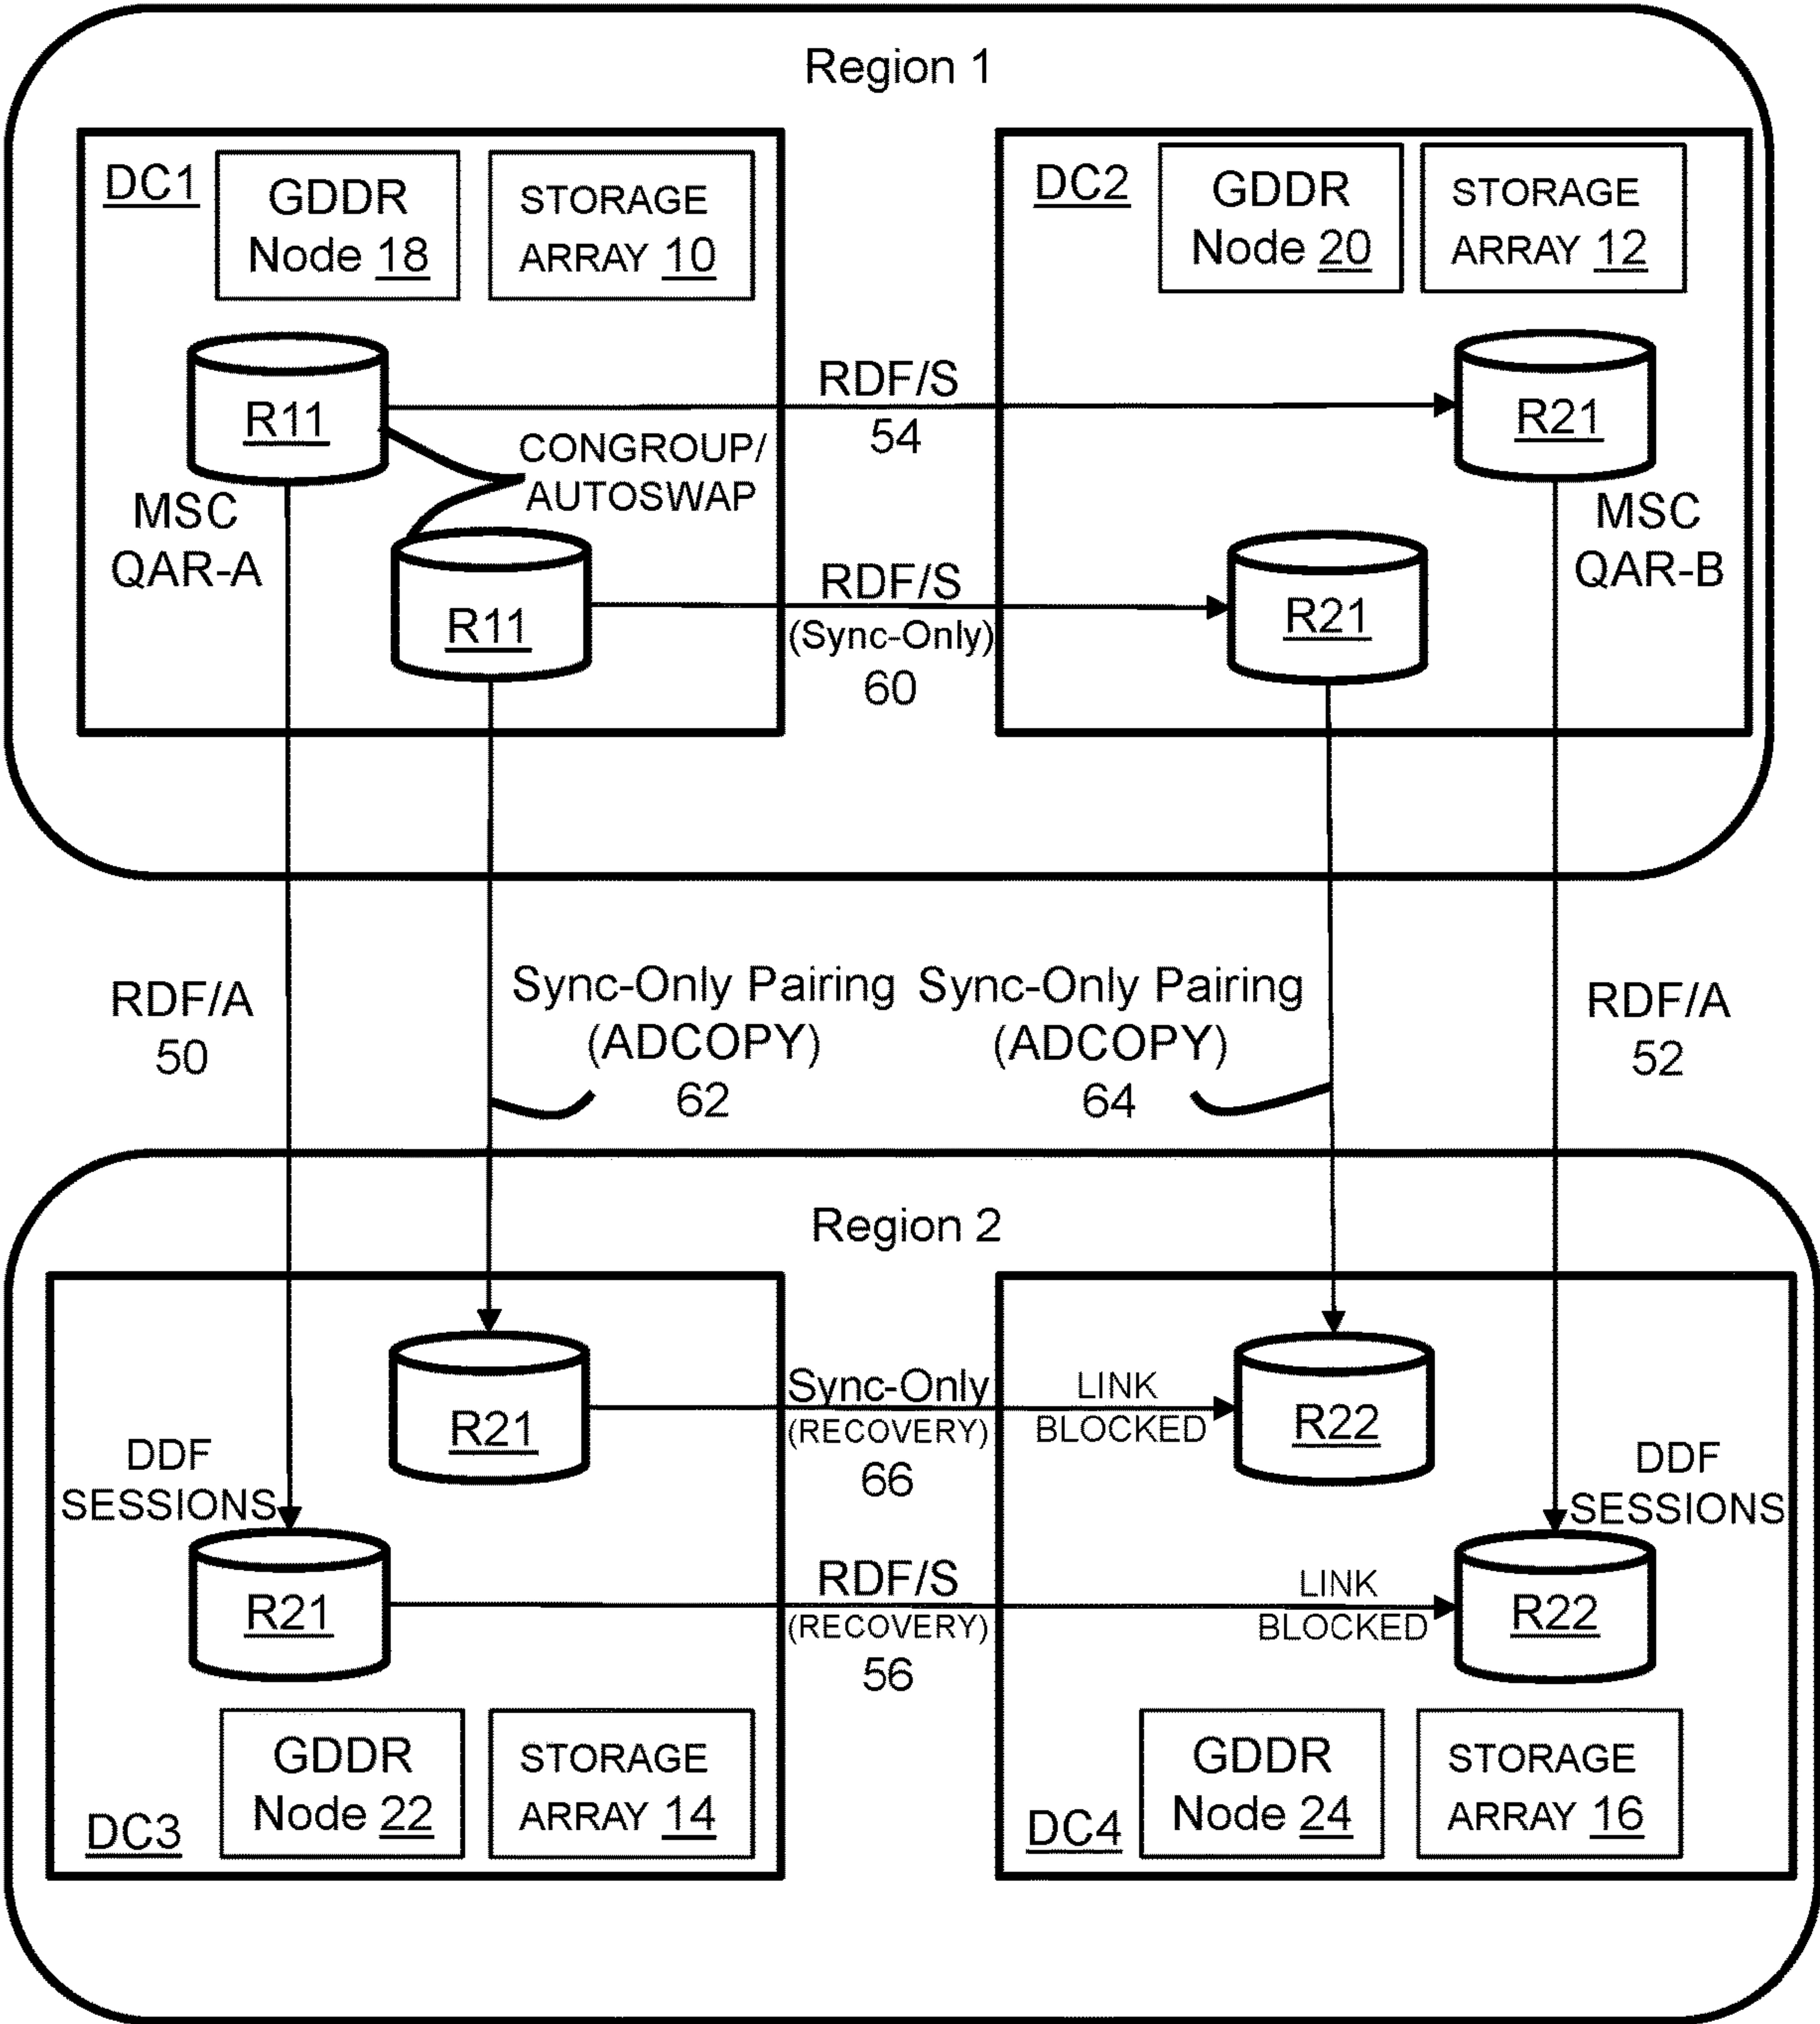 Region 1
DC1
GDDR
Node 18
STORAGE
ARRAY 10
DC2
GDDR
Node 20
STORAGE
ARRAY 12
R11
RDF/S
54
R21
CONGROUP/
AUTOSWAP
MSC
QAR-A
MSC
QAR-B
R11
RDF/S
(Sync-Only)
60
R21
RDF/A
50
Sync-Only Pairing
(ADCOPY)
62
Sync-Only Pairing
(ADCOPY)
64
RDF/A
52
Region 2
R21
Sync-Only
(RECOVERY)
66
LINK
BLOCKED
R22
DDF
SESSIONS
DDF
SESSIONS
R21
RDF/S
(RECOVERY)
56
LINK
BLOCKED
R22
DC3
GDDR
Node 22
STORAGE
ARRAY 14
DC4
GDDR
Node 24
STORAGE
ARRAY 16